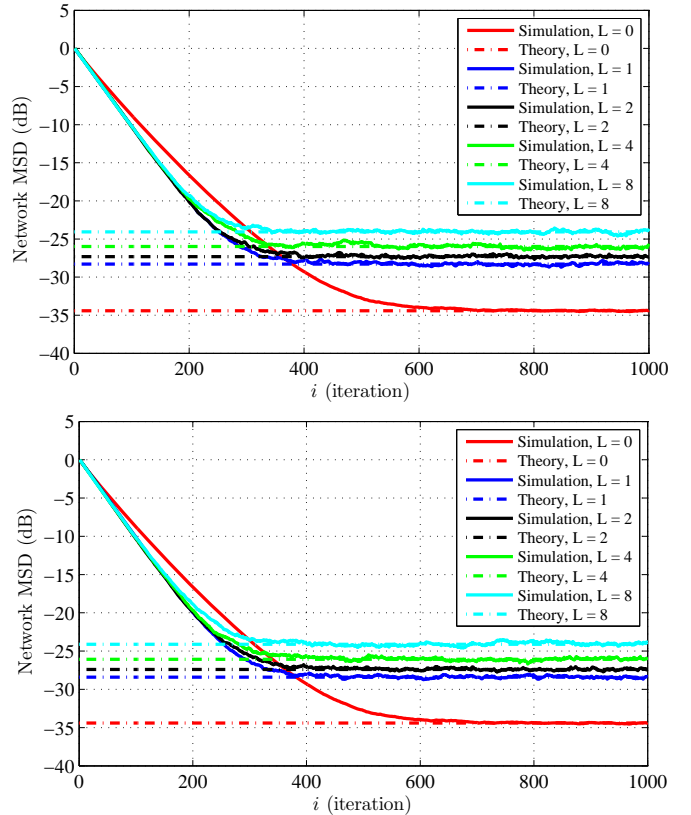 5
0
−5
−10
−15
−20
−25
−30
−35
−40
Network MSD (dB)
Simulation, L = 0
Theory, L = 0
Simulation, L = 1
Theory, L = 1
Simulation, L = 2
Theory, L = 2
Simulation, L = 4
Theory, L = 4
Simulation, L = 8
Theory, L = 8
0 200 400 600 800 1000
i (iteration)
5
0
−5
−10
−15
−20
−25
−30
−35
−40
Network MSD (dB)
Simulation, L = 0
Theory, L = 0
Simulation, L = 1
Theory, L = 1
Simulation, L = 2
Theory, L = 2
Simulation, L = 4
Theory, L = 4
Simulation, L = 8
Theory, L = 8
0 200 400 600 800 1000
i (iteration)